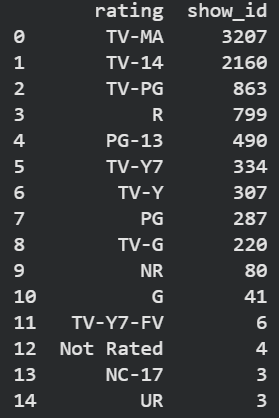 rating show_id
0 TV-MA 3207
1 TV-14 2160
2 TV-PG 863
3 R 799
4 PG-13 490
5 TV-Y7 334
6 TV-Y 307
7 PG 287
8 TV-G 220
9 NR 80
10 G 41
11 TV-Y7-FV 6
12 Not Rated 4
13 NC-17 3
14 UR 3